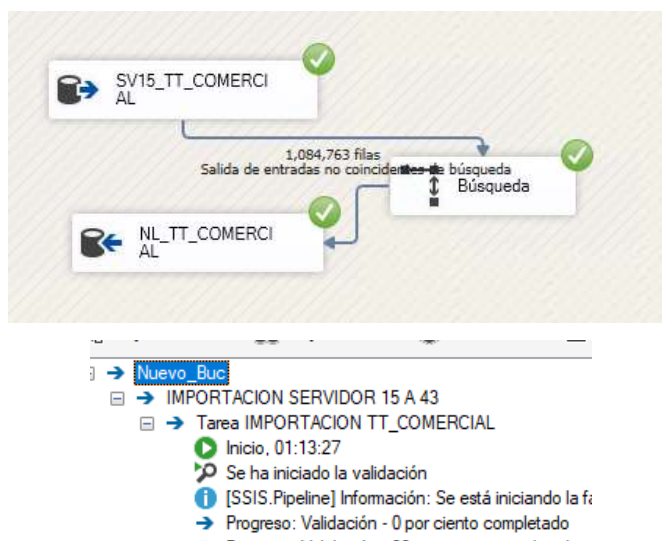 SV15_TT_COMERCI
AL
1,084,763 filas
Salida de entradas no coincidentes de búsqueda
Búsqueda
NL_TT_COMERCI
AL
Nuevo_Buc
IMPORTACION SERVIDOR 15 A 43
Tarea IMPORTACION TT_COMERCIAL
Inicio, 01:13:27
Se ha iniciado la validación
[SSIS.Pipeline] Información: Se está iniciando la fa
Progreso: Validación - 0 por ciento completado